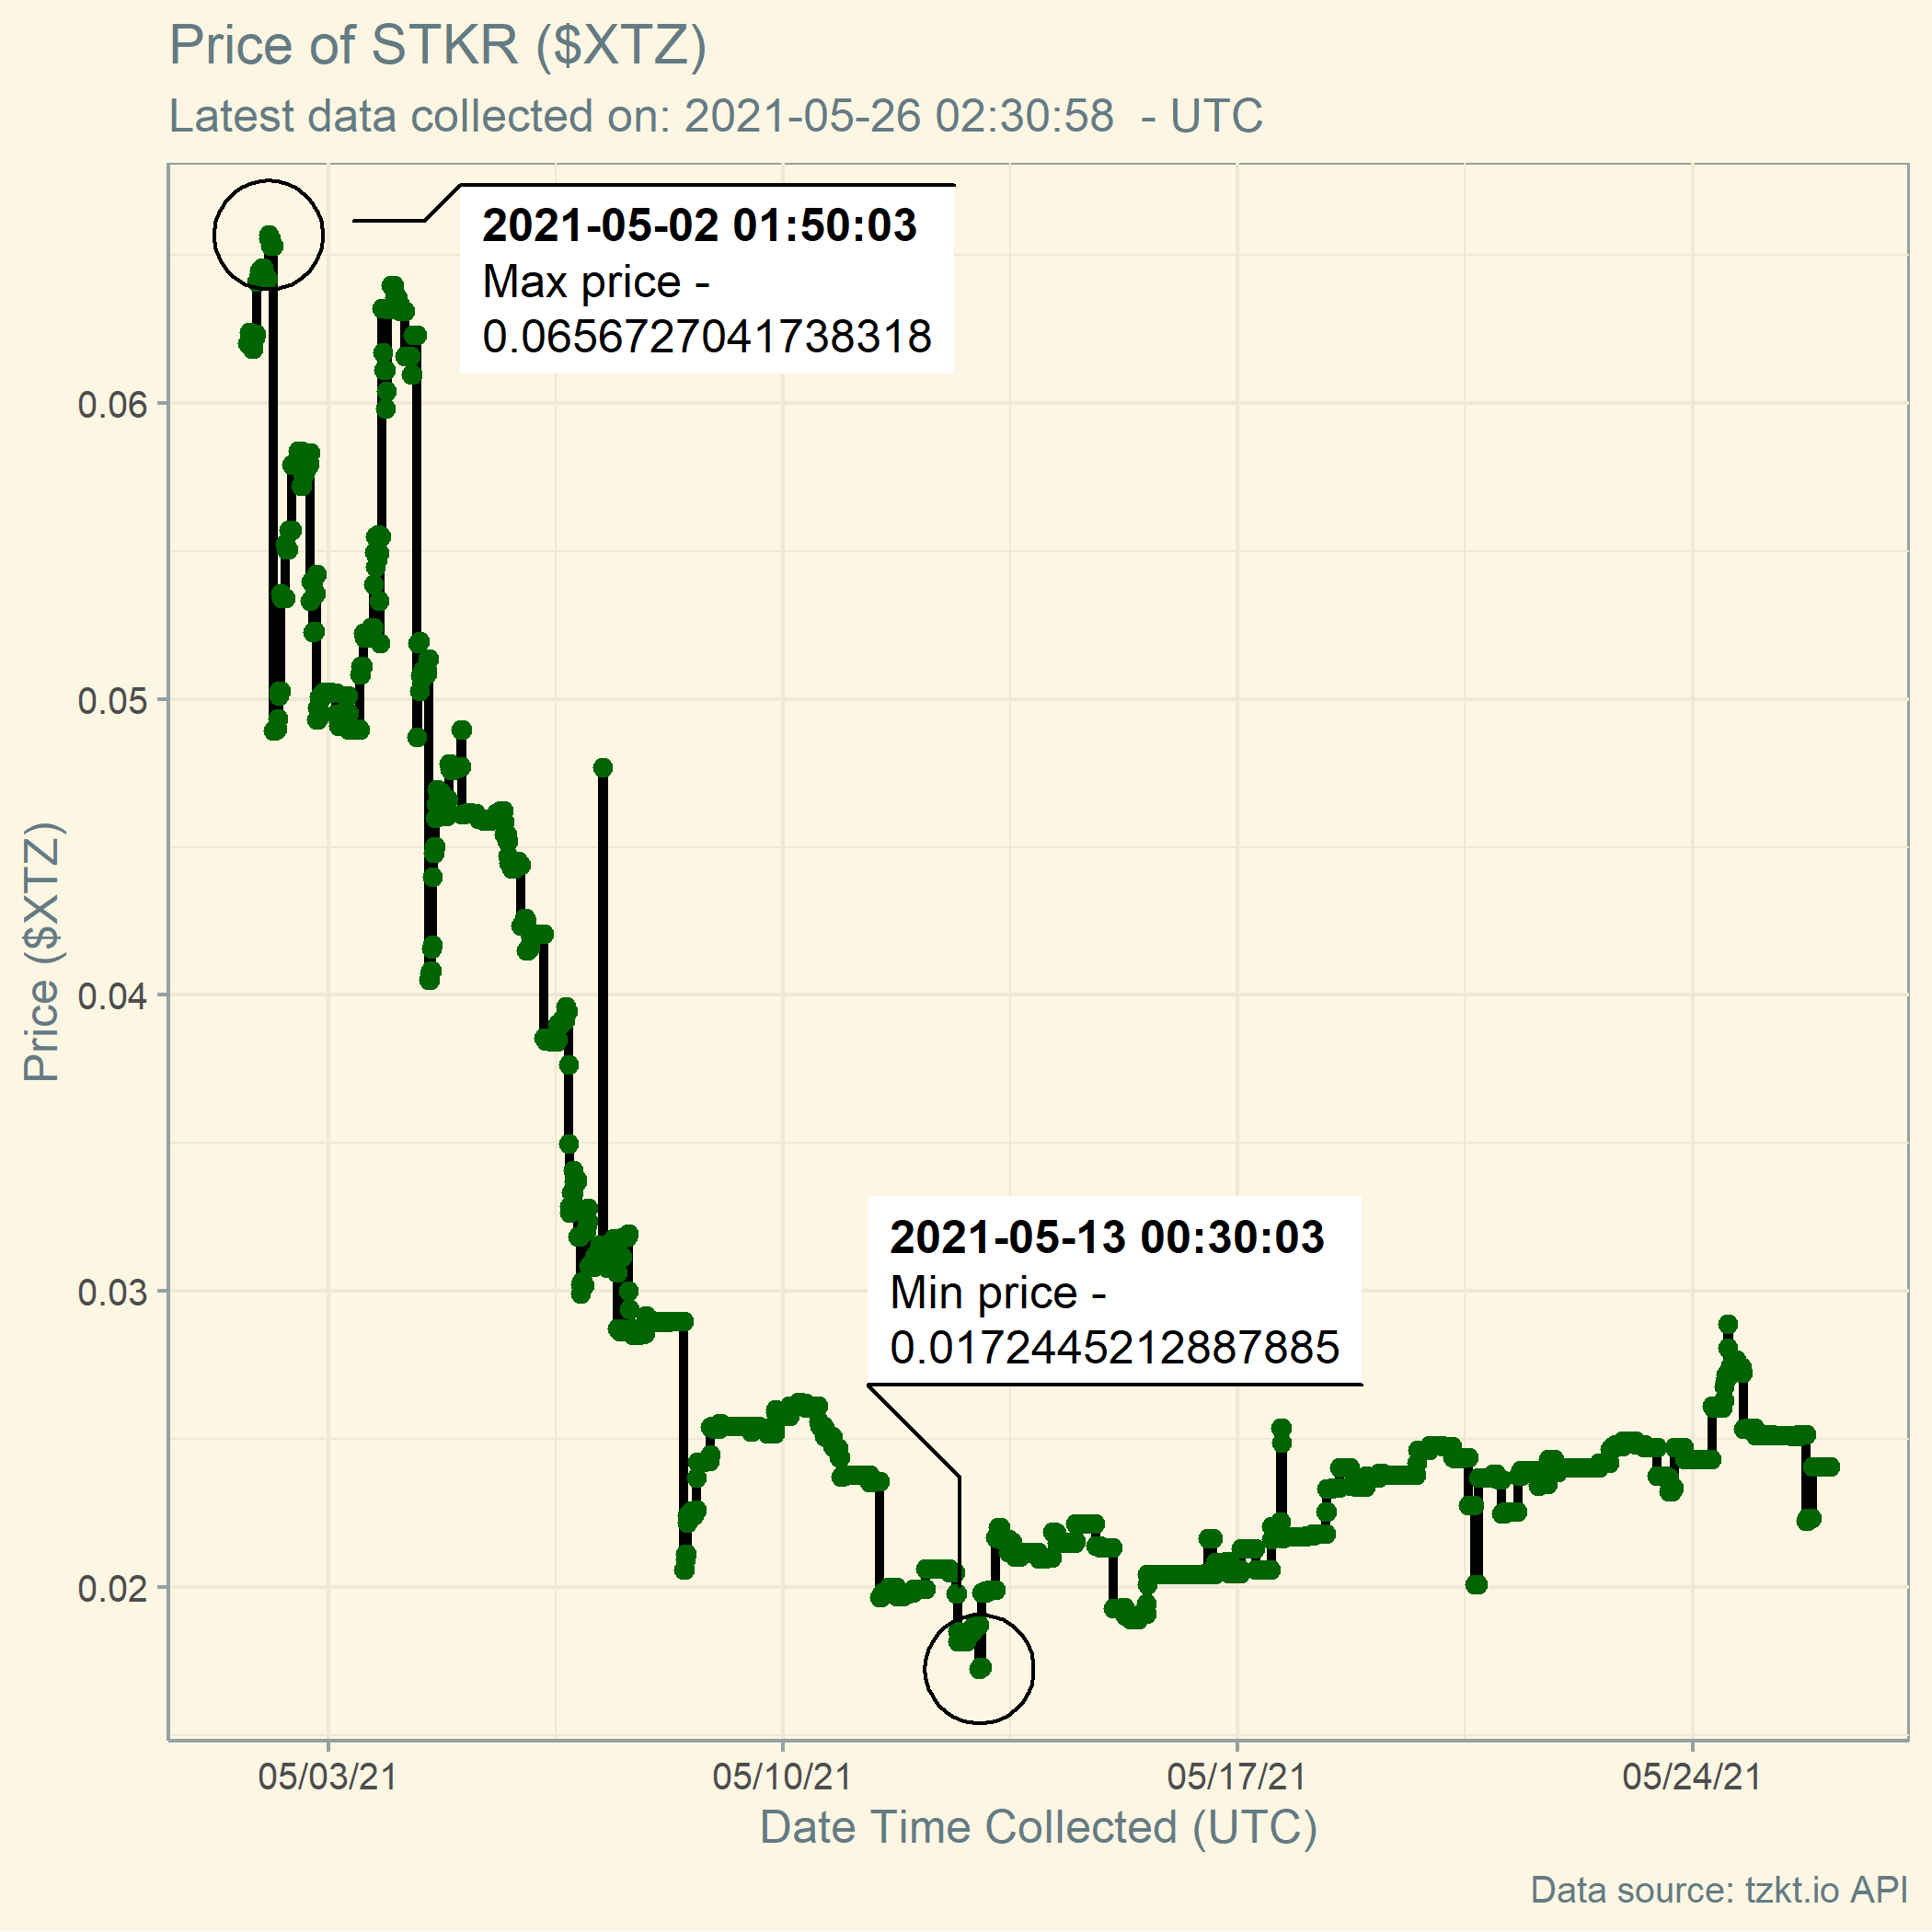 Price of STKR ($XTZ)
Latest data collected on: 2021-05-26 02:30:58  - UTC
2021-05-02 01:50:03
Max price -
0.0656727041738318
0.06
0.05
0.04
0.03
0.02
Price ($XTZ)
2021-05-13 00:30:03
Min price -
0.0172445212887885
05/03/21
05/10/21
05/17/21
05/24/21
Date Time Collected (UTC)
Data source: tzkt.io API